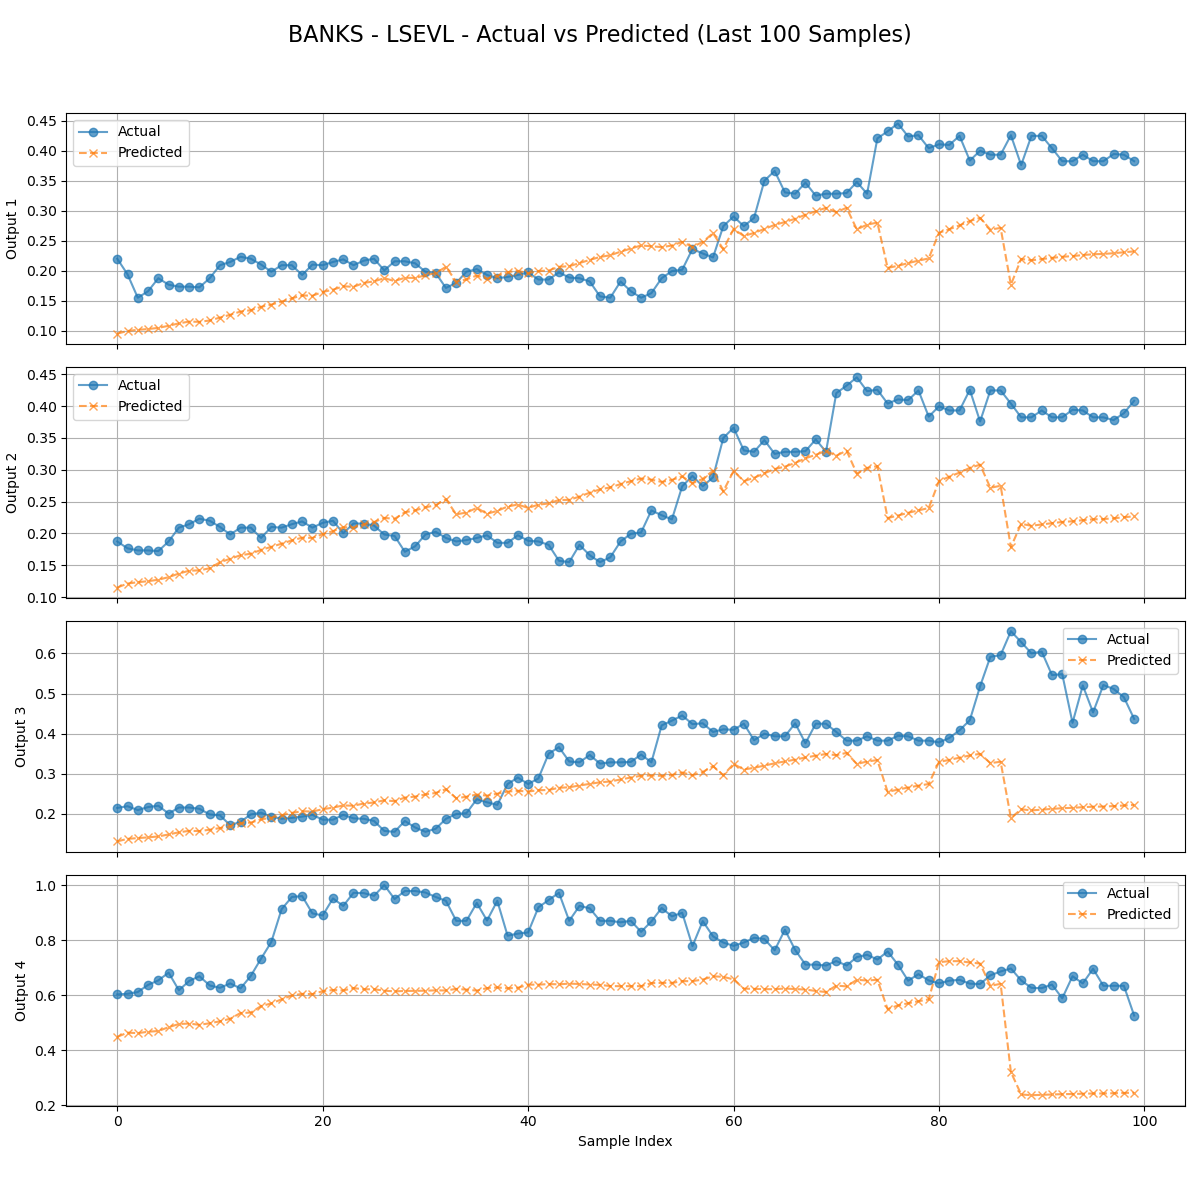 BANKS - LSEVL - Actual vs Predicted (Last 100 Samples)
Output 1
0.45
0.40
0.35
0.30
0.25
0.20
0.15
0.10
Actual
Predicted
Output 2
0.45
0.40
0.35
0.30
0.25
0.20
0.15
0.10
Actual
Predicted
Output 3
0.6
0.5
0.4
0.3
0.2
Actual
Predicted
Output 4
1.0
0.8
0.6
0.4
0.2
Actual
Predicted
0 20 40 60 80 100
Sample Index